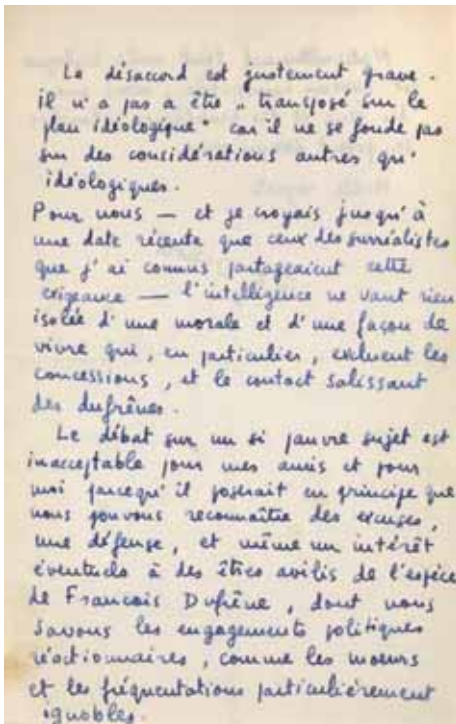 Le désaccord est justement grave.
il n'a pas a être „transposé sur le
plan idéologique" car il ne se fonde pas
sur des considérations autres qu'
idéologiques.
Pour nous — et je croyais jusqu'à
une date récente que ceux des surréalistes
que j'ai connus partageaient cette
exigeance — l'intelligence ne vaut rien
isolée d'une morale et d'une façon de
vivre qui, en particulier, excluent les
concessions, et le contact salissant
des dufrênes.
Le débat sur un si pauvre sujet est
inacceptable pour mes amis et pour
moi parcequ'il poserait en principe que
nous pouvons reconnaître des excuses,
une défense, et même un intérêt
éventuels à des êtres avilis de l'espèce
de Francois Dufrêne, dont nous
savons les engagements politiques
réactionnaires, comme les moeurs
et les fréquentations particulièrement
ignobles.